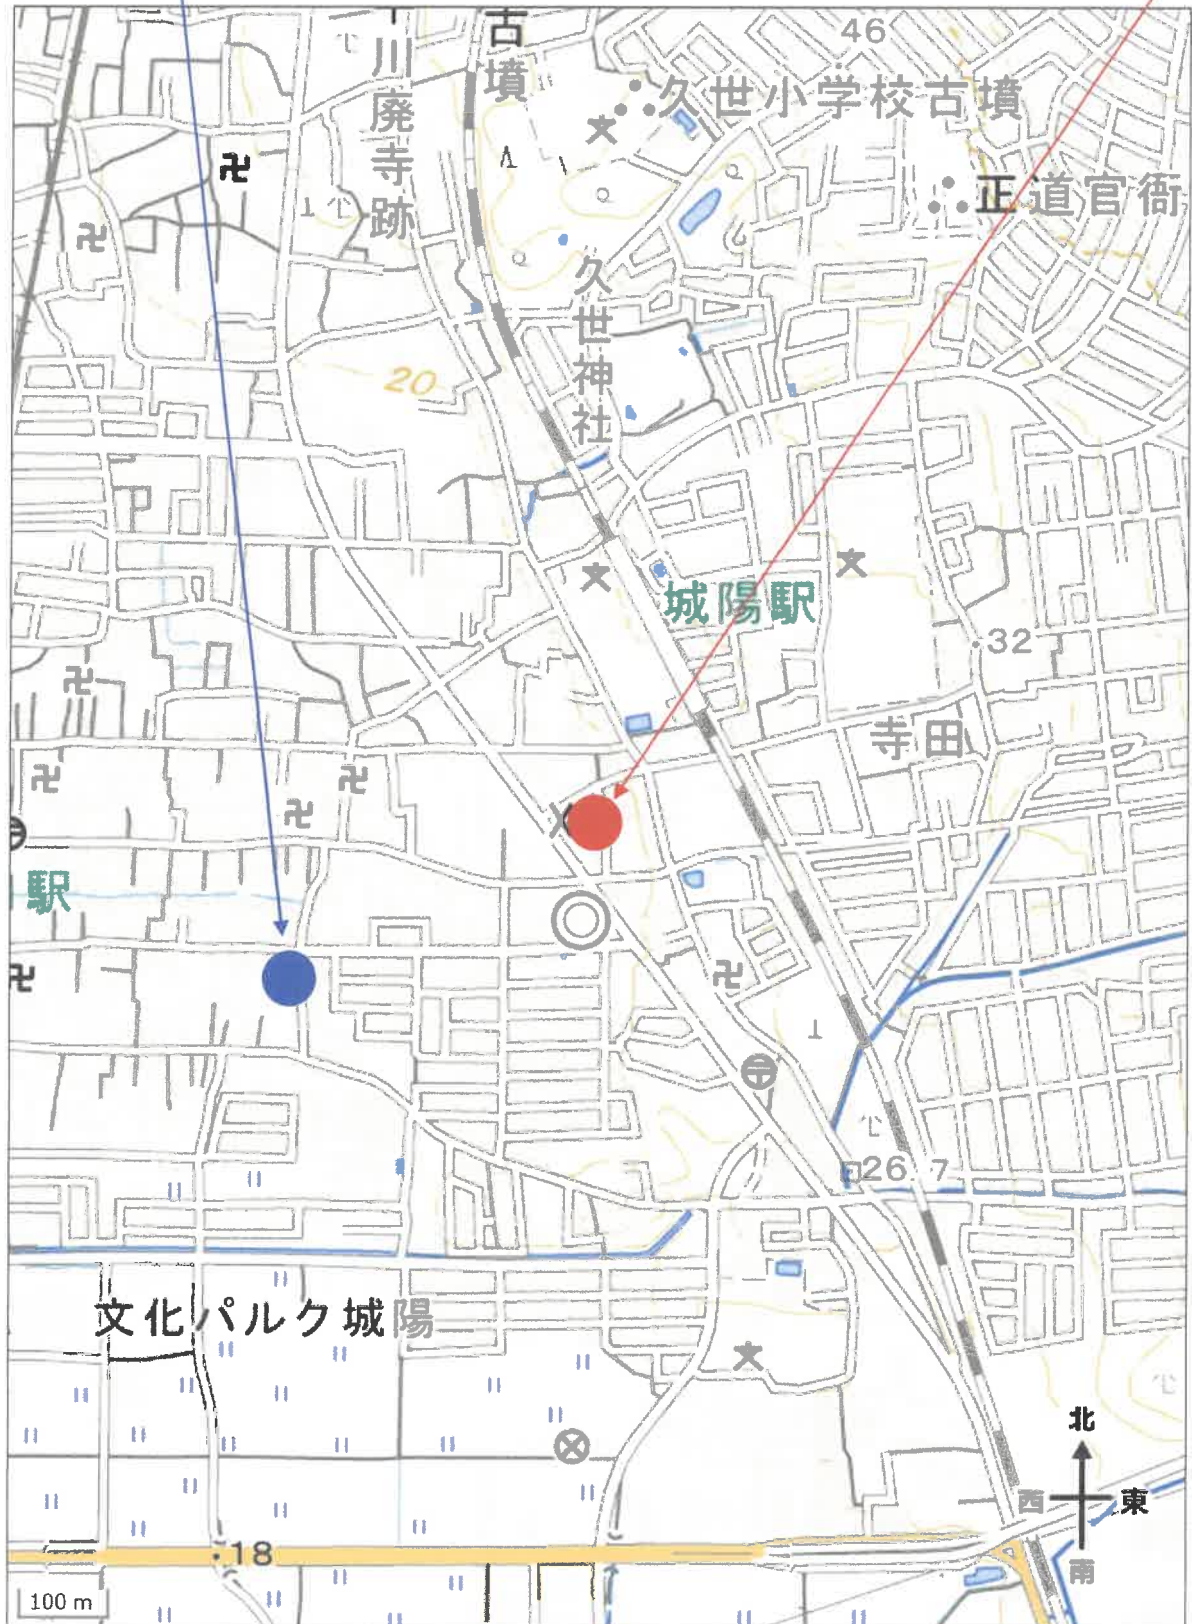 古墳
川廃寺跡
46
久世小学校古墳
正道官衙
久世神社
20
城陽駅
32
寺田
駅
26.7
文化パルク城陽
北
西
東
南
18
100 m